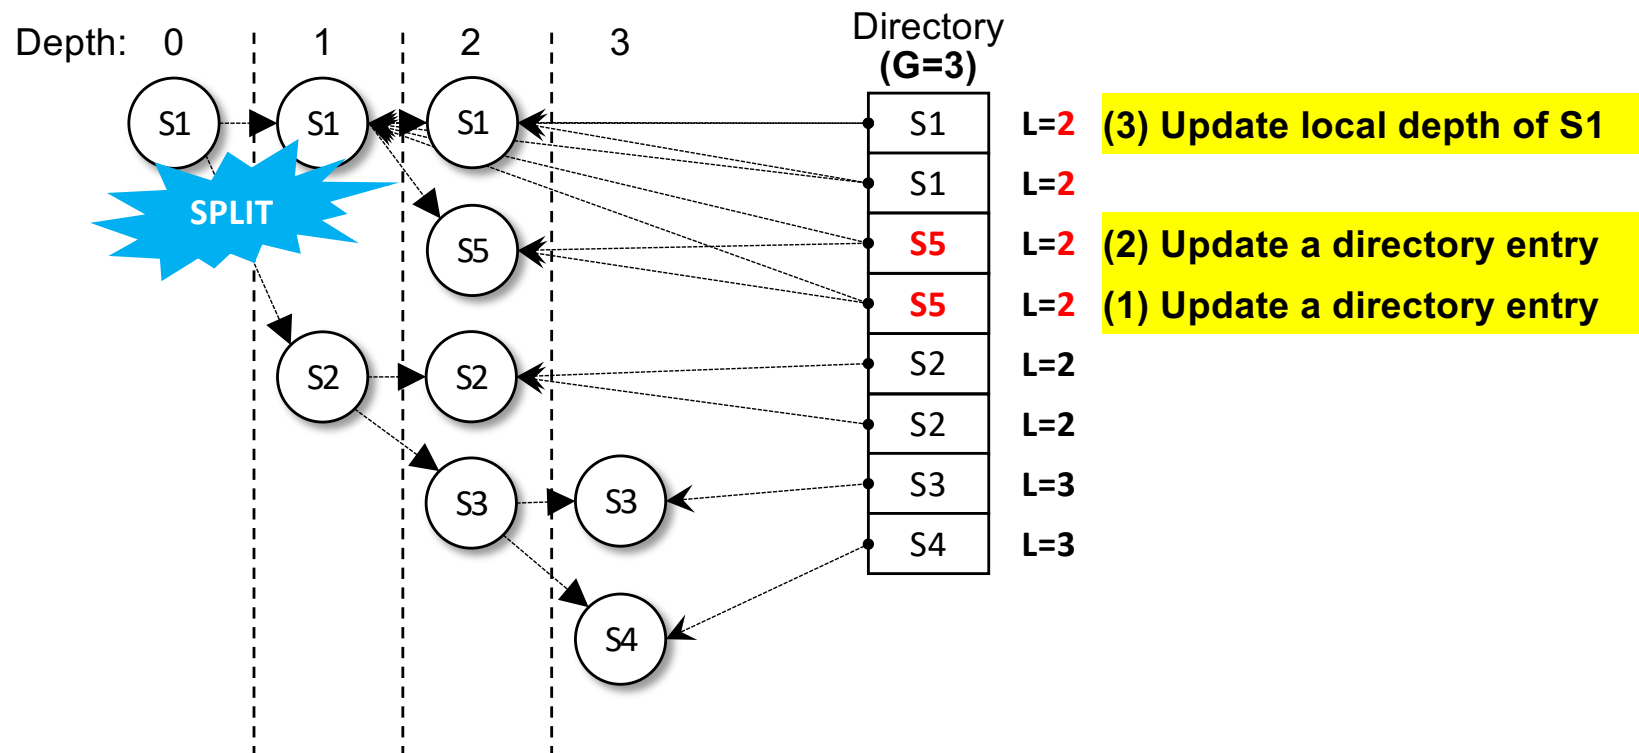 Depth: 0 1 2 3
Directory
(G=3)
S1 S1 S1 S1 L=2 (3) Update local depth of S1
S1 L=2
SPLIT
S5 S5 L=2 (2) Update a directory entry
S5 L=2 (1) Update a directory entry
S2 L=2
S2 S2
S2 L=2
S3 S3 S3 L=3
S4 L=3
S4